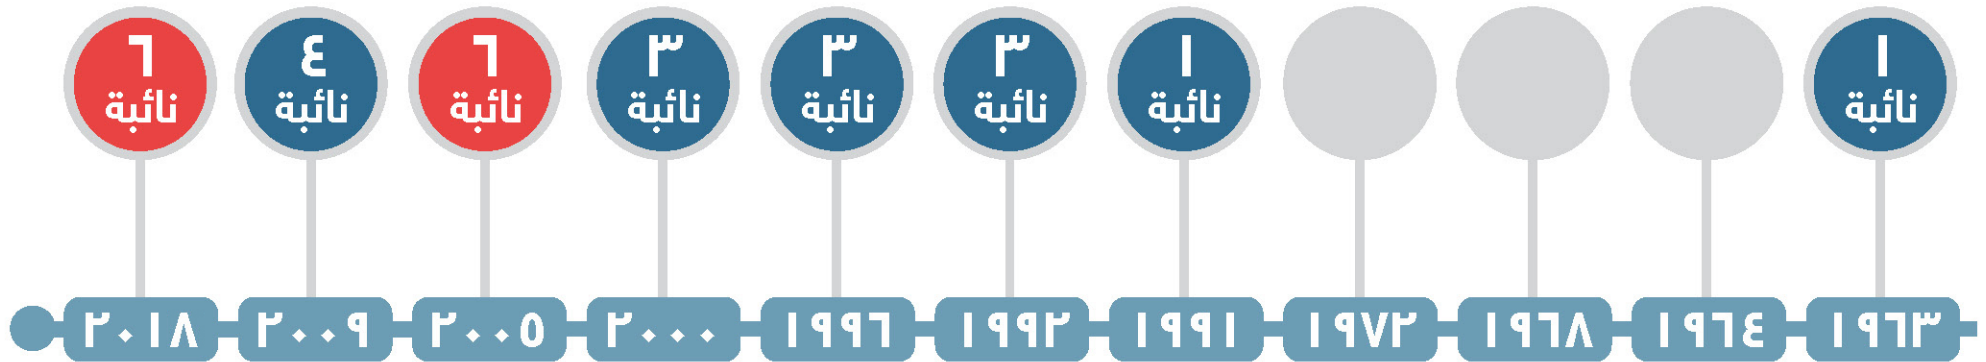 ١
نائبة
١
نائبة
٣
نائبة
٣
نائبة
٣
نائبة
٦
نائبة
٤
نائبة
٦
نائبة
١٩٦٣
١٩٦٤
١٩٦٨
١٩٧٢
١٩٩١
١٩٩٢
١٩٩٦
٢٠٠٠
٢٠٠٥
٢٠٠٩
٢٠١٨